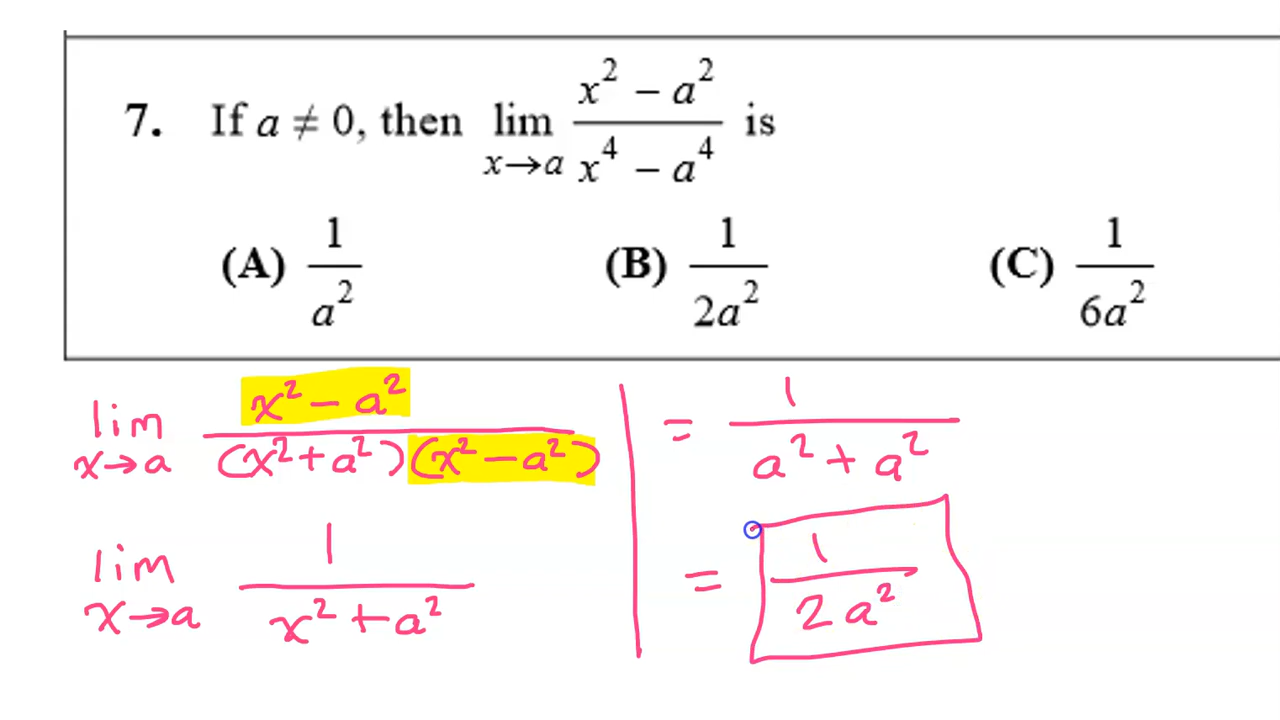 7. If a ≠ 0, then lim x→a (x² − a²)/(x⁴ − a⁴) is
(A) 1/a² (B) 1/(2a²) (C) 1/(6a²)
lim x→a (x² − a²)/((x² + a²)(x² − a²))
lim x→a 1/(x² + a²)
= 1/(a² + a²)
= 1/(2a²)